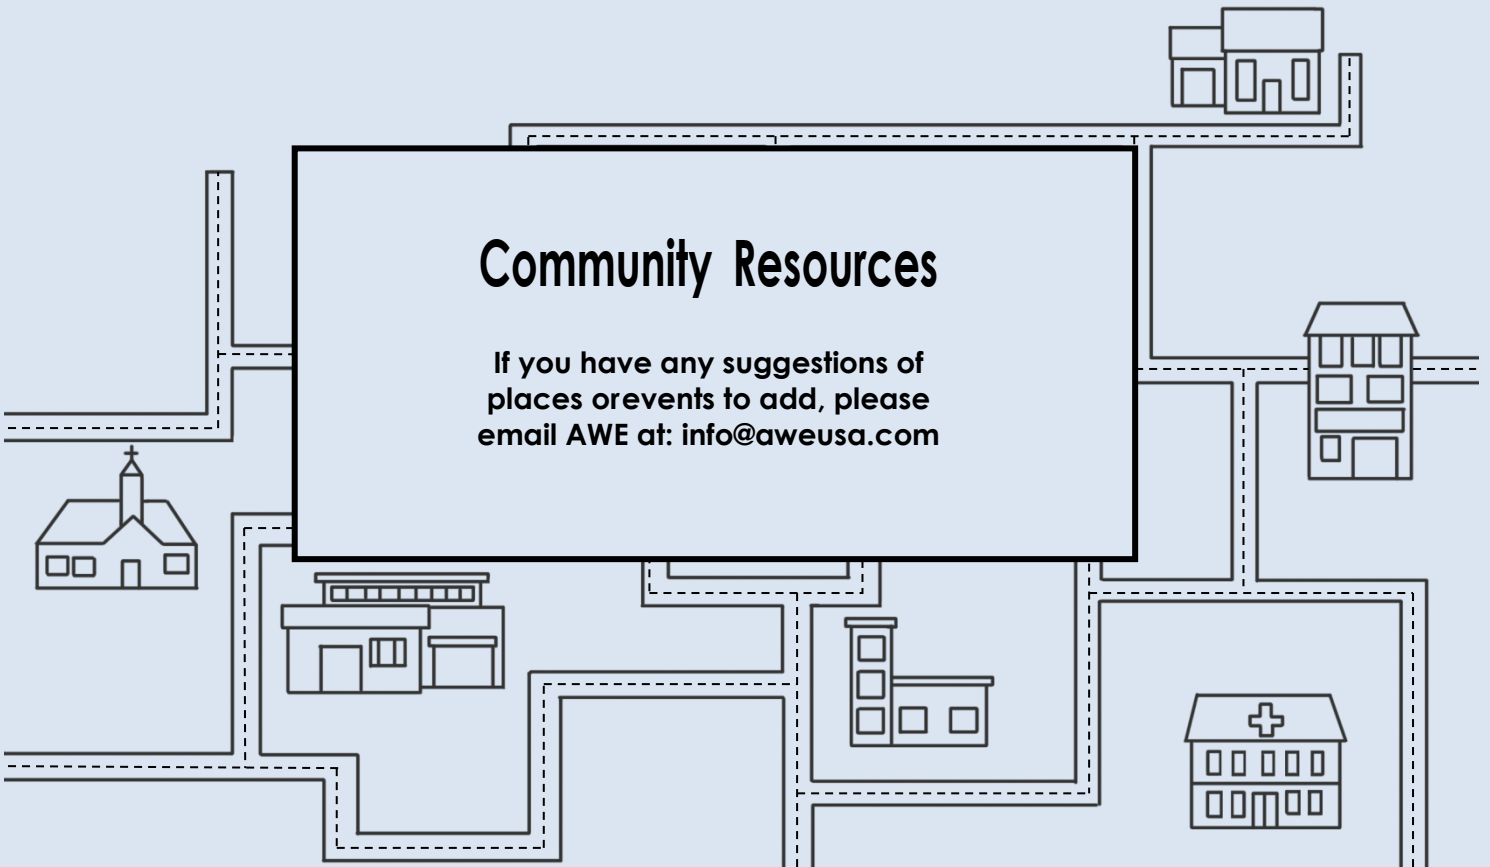 Community Resources
If you have any suggestions of
places orevents to add, please
email AWE at: info@aweusa.com